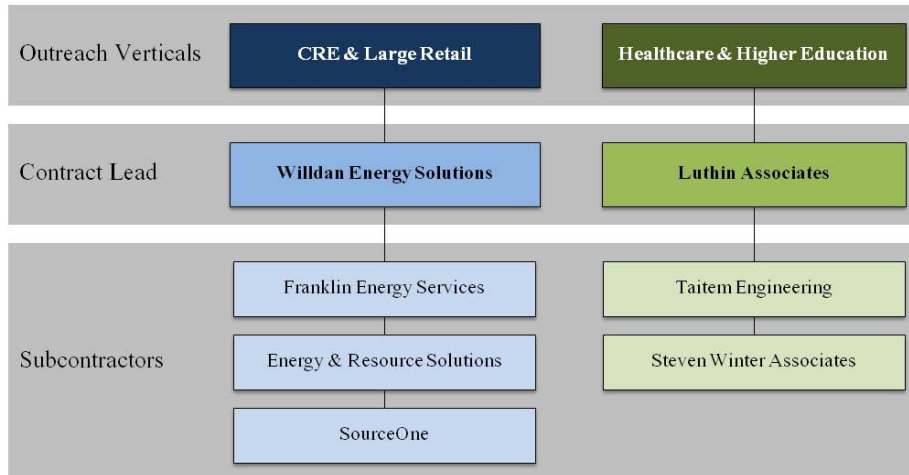 Outreach Verticals
CRE & Large Retail
Healthcare & Higher Education
Contract Lead
Willdan Energy Solutions
Luthin Associates
Subcontractors
Franklin Energy Services
Taitem Engineering
Energy & Resource Solutions
Steven Winter Associates
SourceOne